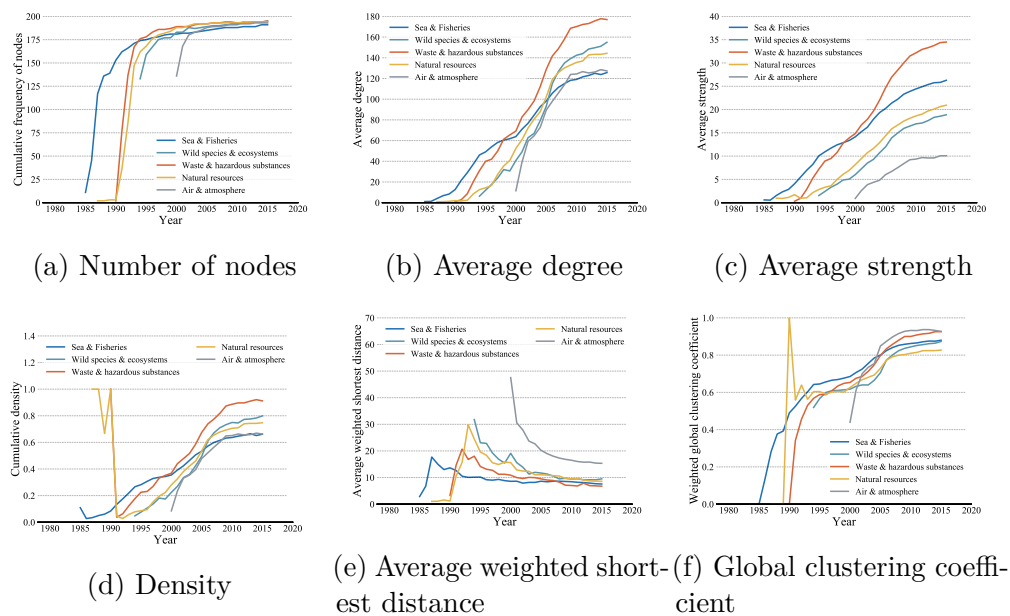 200
175
150
125
100
75
50
25
0
Cumulative frequency of nodes
Sea & Fisheries
Wild species & ecosystems
Waste & hazardous substances
Natural resources
Air & atmosphere
1980 1985 1990 1995 2000 2005 2010 2015 2020
Year
(a) Number of nodes
180
160
140
120
100
80
60
40
20
0
Average degree
Sea & Fisheries
Wild species & ecosystems
Waste & hazardous substances
Natural resources
Air & atmosphere
1980 1985 1990 1995 2000 2005 2010 2015 2020
Year
(b) Average degree
40
35
30
25
20
15
10
5
0
Average strength
Sea & Fisheries
Wild species & ecosystems
Waste & hazardous substances
Natural resources
Air & atmosphere
1980 1985 1990 1995 2000 2005 2010 2015 2020
Year
(c) Average strength
1.4
1.2
1.0
0.8
0.6
0.4
0.2
0.0
Cumulative density
Sea & Fisheries
Wild species & ecosystems
Waste & hazardous substances
Natural resources
Air & atmosphere
1980 1985 1990 1995 2000 2005 2010 2015 2020
Year
(d) Density
70
60
50
40
30
20
10
0
Average weighted shortest distance
Sea & Fisheries
Wild species & ecosystems
Waste & hazardous substances
Natural resources
Air & atmosphere
1980 1985 1990 1995 2000 2005 2010 2015 2020
Year
(e) Average weighted short-
est distance
1.0
0.8
0.6
0.4
0.2
0.0
Weighted global clustering coefficient
Sea & Fisheries
Wild species & ecosystems
Waste & hazardous substances
Natural resources
Air & atmosphere
1980 1985 1990 1995 2000 2005 2010 2015 2020
Year
(f) Global clustering coeffi-
cient